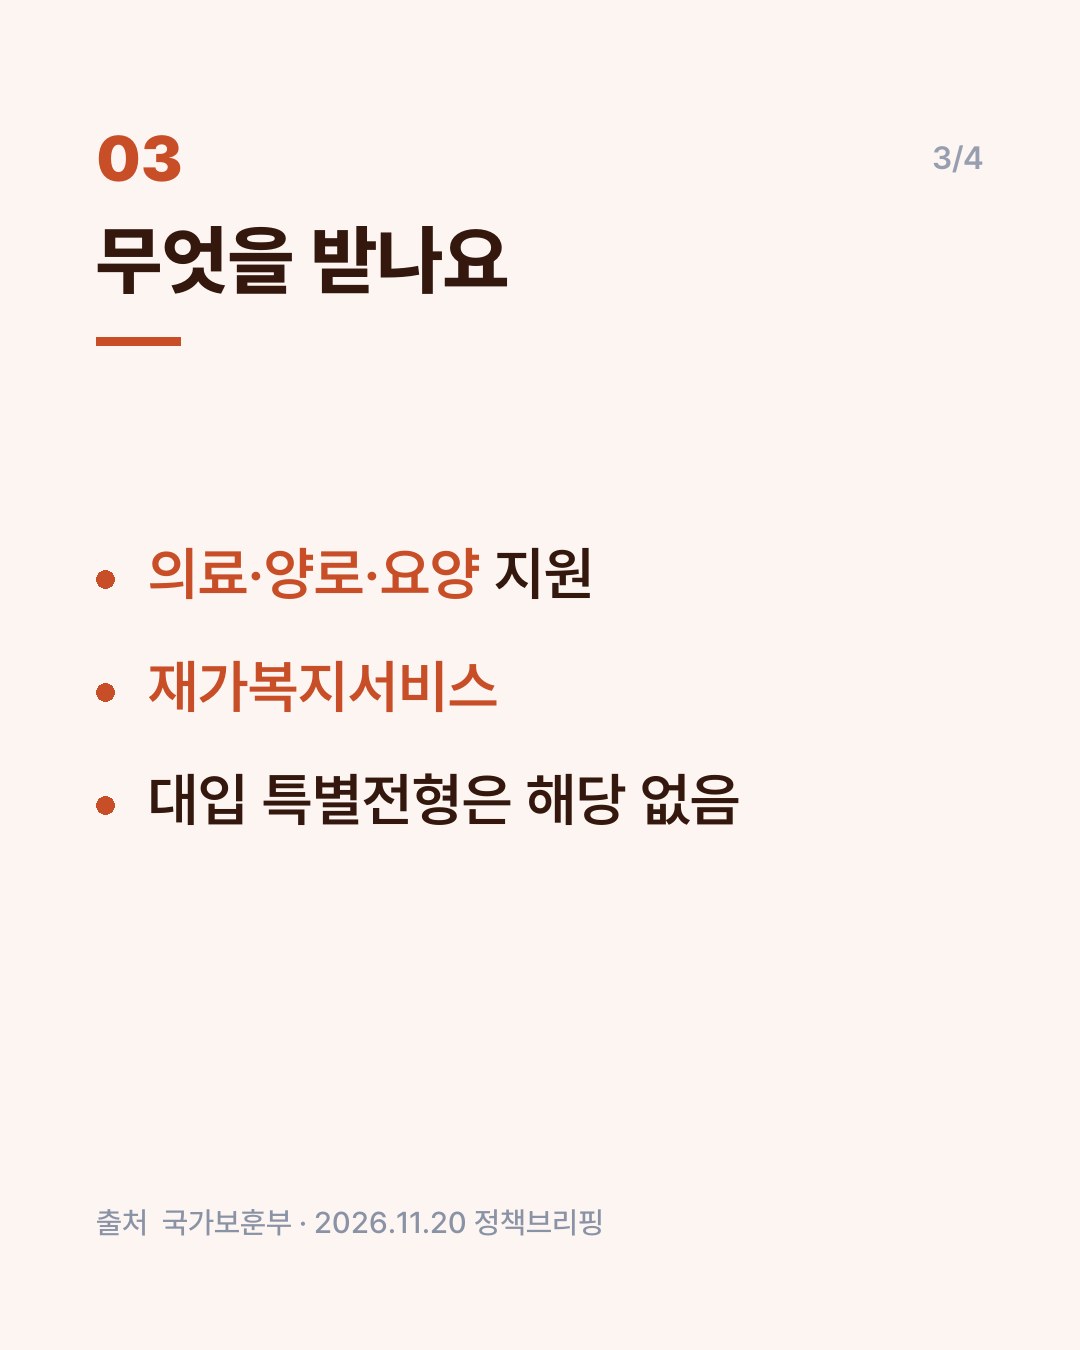 03
3/4
무엇을 받나요
• 의료·양로·요양 지원
• 재가복지서비스
• 대입 특별전형은 해당 없음
출처 국가보훈부 · 2026.11.20 정책브리핑